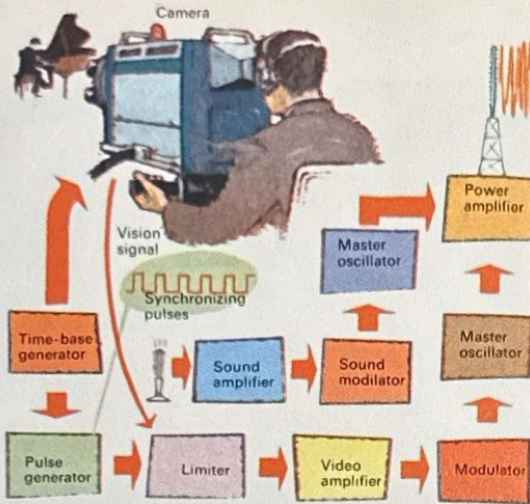 Camera
Power
amplifier
Vision
signal
Master
oscillator
Synchronizing
pulses
Time-base
generator
Sound
amplifier
Sound
modilator
Master
oscillator
Pulse
generator
Limiter
Video
amplifier
Modulator